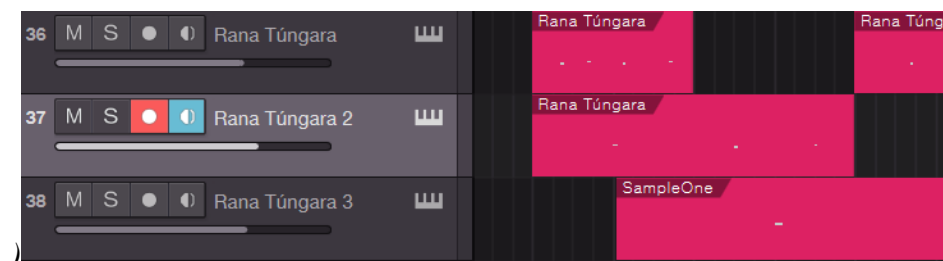 36 M S Rana Túngara Rana Túngara Rana Túng
37 M S Rana Túngara 2 Rana Túngara
38 M S Rana Túngara 3 SampleOne
)